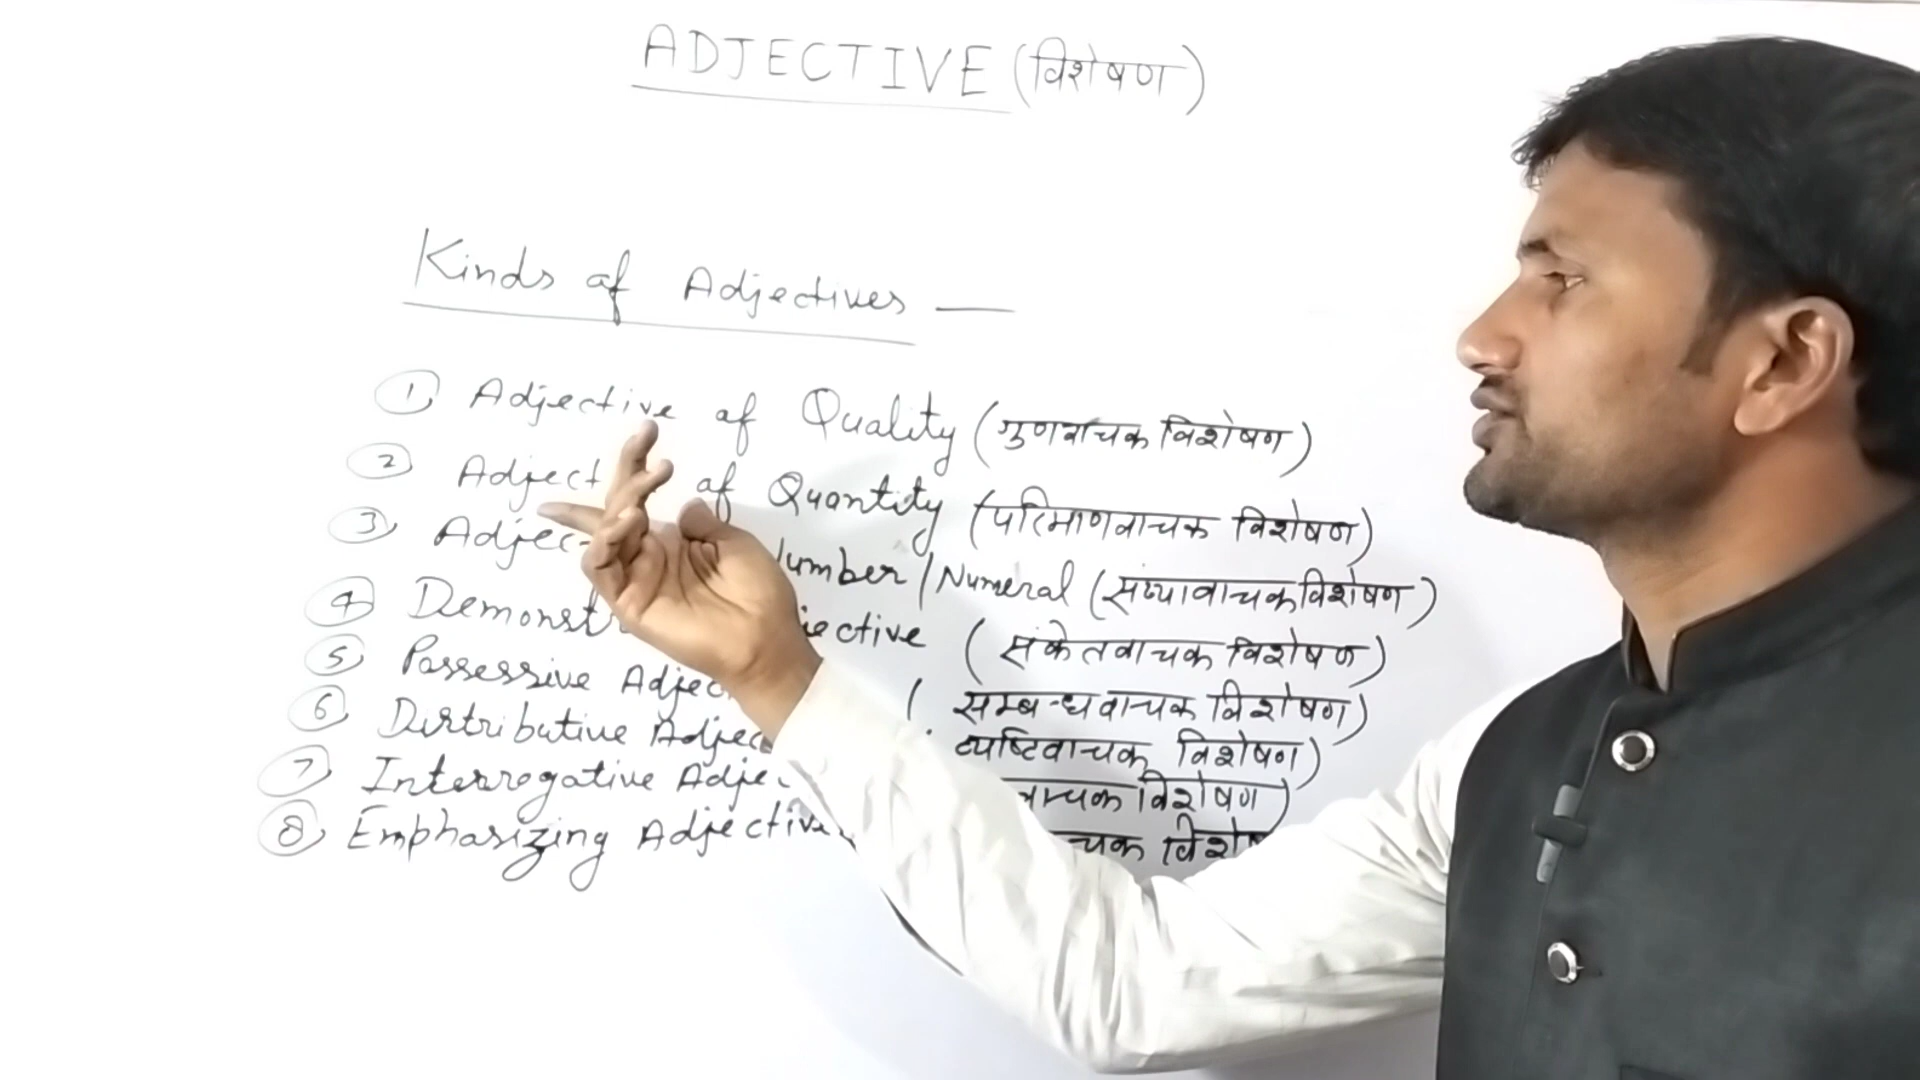 ADJECTIVE (विशेषण)
Kinds of Adjectives —
1 Adjective of Quality (गुणवाचक विशेषण)
2 Adject of Quantity (परिमाणवाचक विशेषण)
3 Adjec umber / Numeral (संख्यावाचक विशेषण)
4 Demonst jective (संकेतवाचक विशेषण)
5 Possessive Adjec ( सम्बन्धवाचक विशेषण)
6 Distributive Adjec व्यष्टिवाचक विशेषण)
7 Interrogative Adje वाचक विशेषण)
8 Emphasizing Adjective चक विशेष